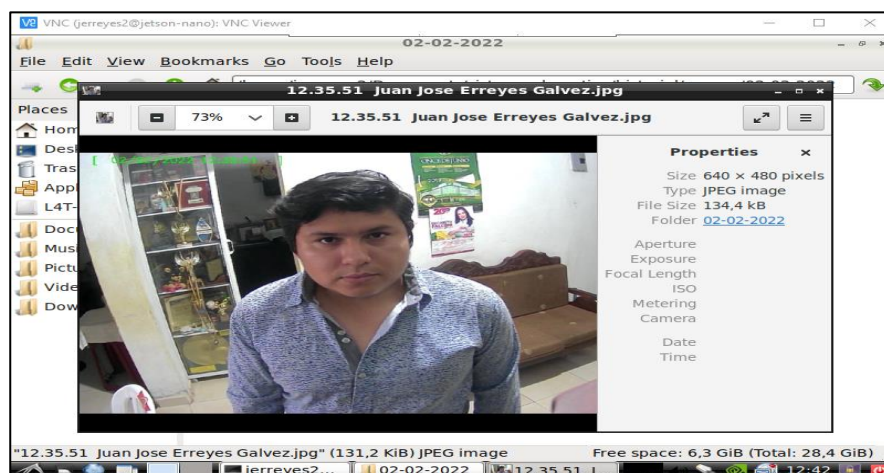 VNC (jerreyes2@jetson-nano): VNC Viewer
02-02-2022
File Edit View Bookmarks Go Tools Help
12.35.51 Juan Jose Erreyes Galvez.jpg
Places
73%
12.35.51 Juan Jose Erreyes Galvez.jpg
Properties
Size 640 × 480 pixels
Type JPEG image
File Size 134,4 kB
Folder 02-02-2022
Aperture
Exposure
Focal Length
ISO
Metering
Camera
Date
Time
"12.35.51 Juan Jose Erreyes Galvez.jpg" (131,2 KiB) JPEG image
Free space: 6,3 GiB (Total: 28,4 GiB)
jerreyes2...
02-02-2022
12.35.51 J
12:42